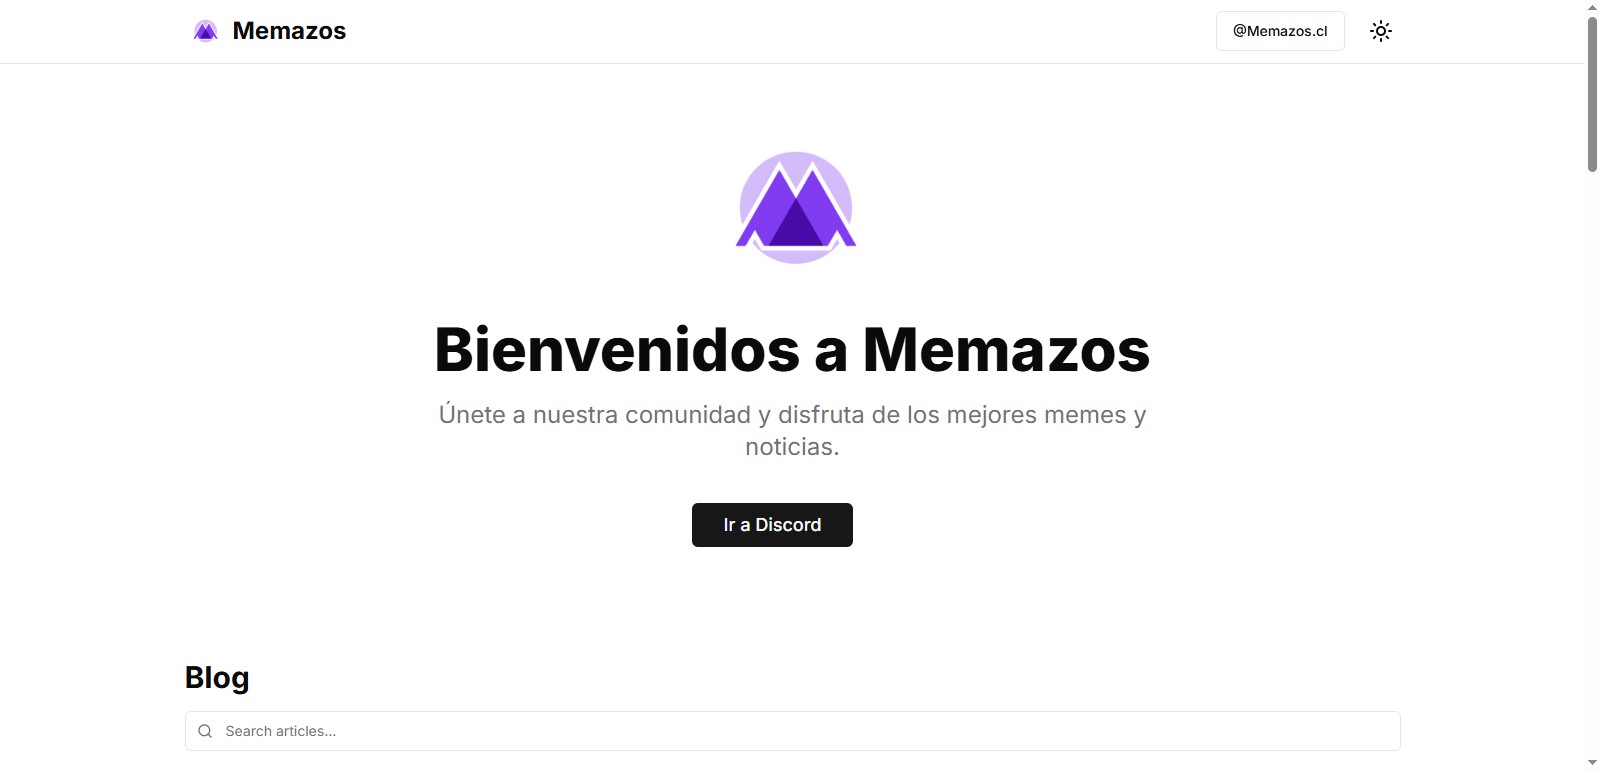 Memazos
@Memazos.cl
Bienvenidos a Memazos
Únete a nuestra comunidad y disfruta de los mejores memes y
noticias.
Ir a Discord
Blog
Search articles...